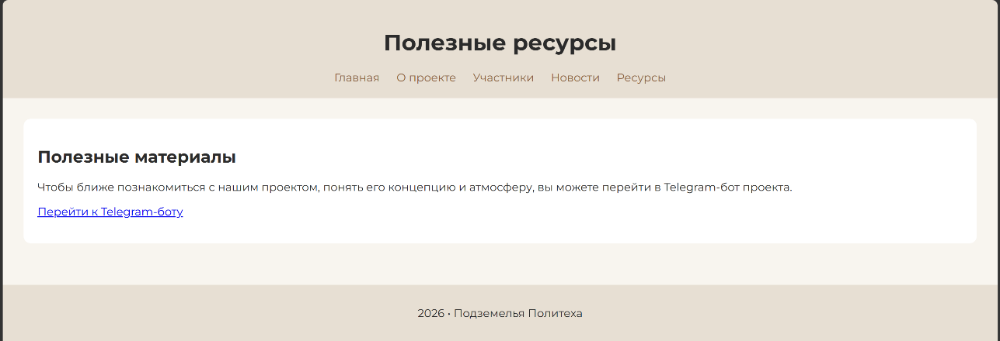 Полезные ресурсы
Главная О проекте Участники Новости Ресурсы
Полезные материалы
Чтобы ближе познакомиться с нашим проектом, понять его концепцию и атмосферу, вы можете перейти в Telegram-бот проекта.
Перейти к Telegram-боту
2026 • Подземелья Политеха